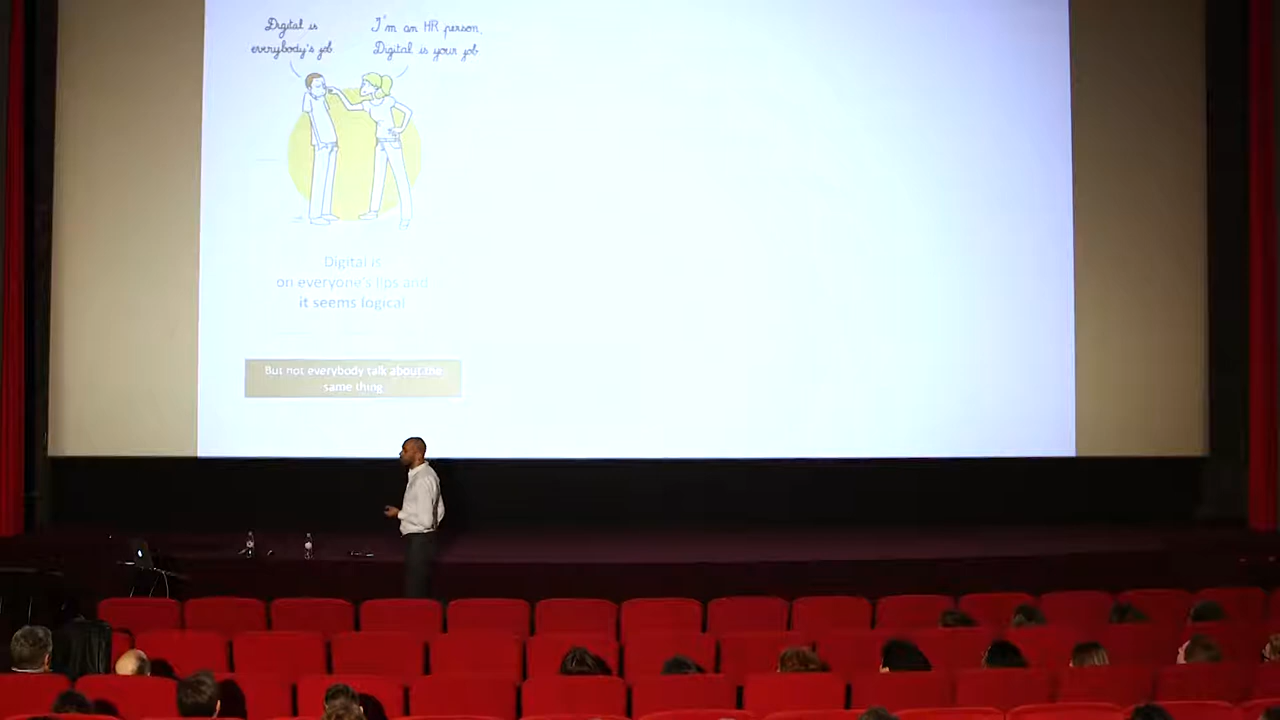 Digital is
everybody's job
I'm an HR person.
Digital is your job
Digital is
on everyone's lips and
it seems logical
But not everybody talk about the
same thing